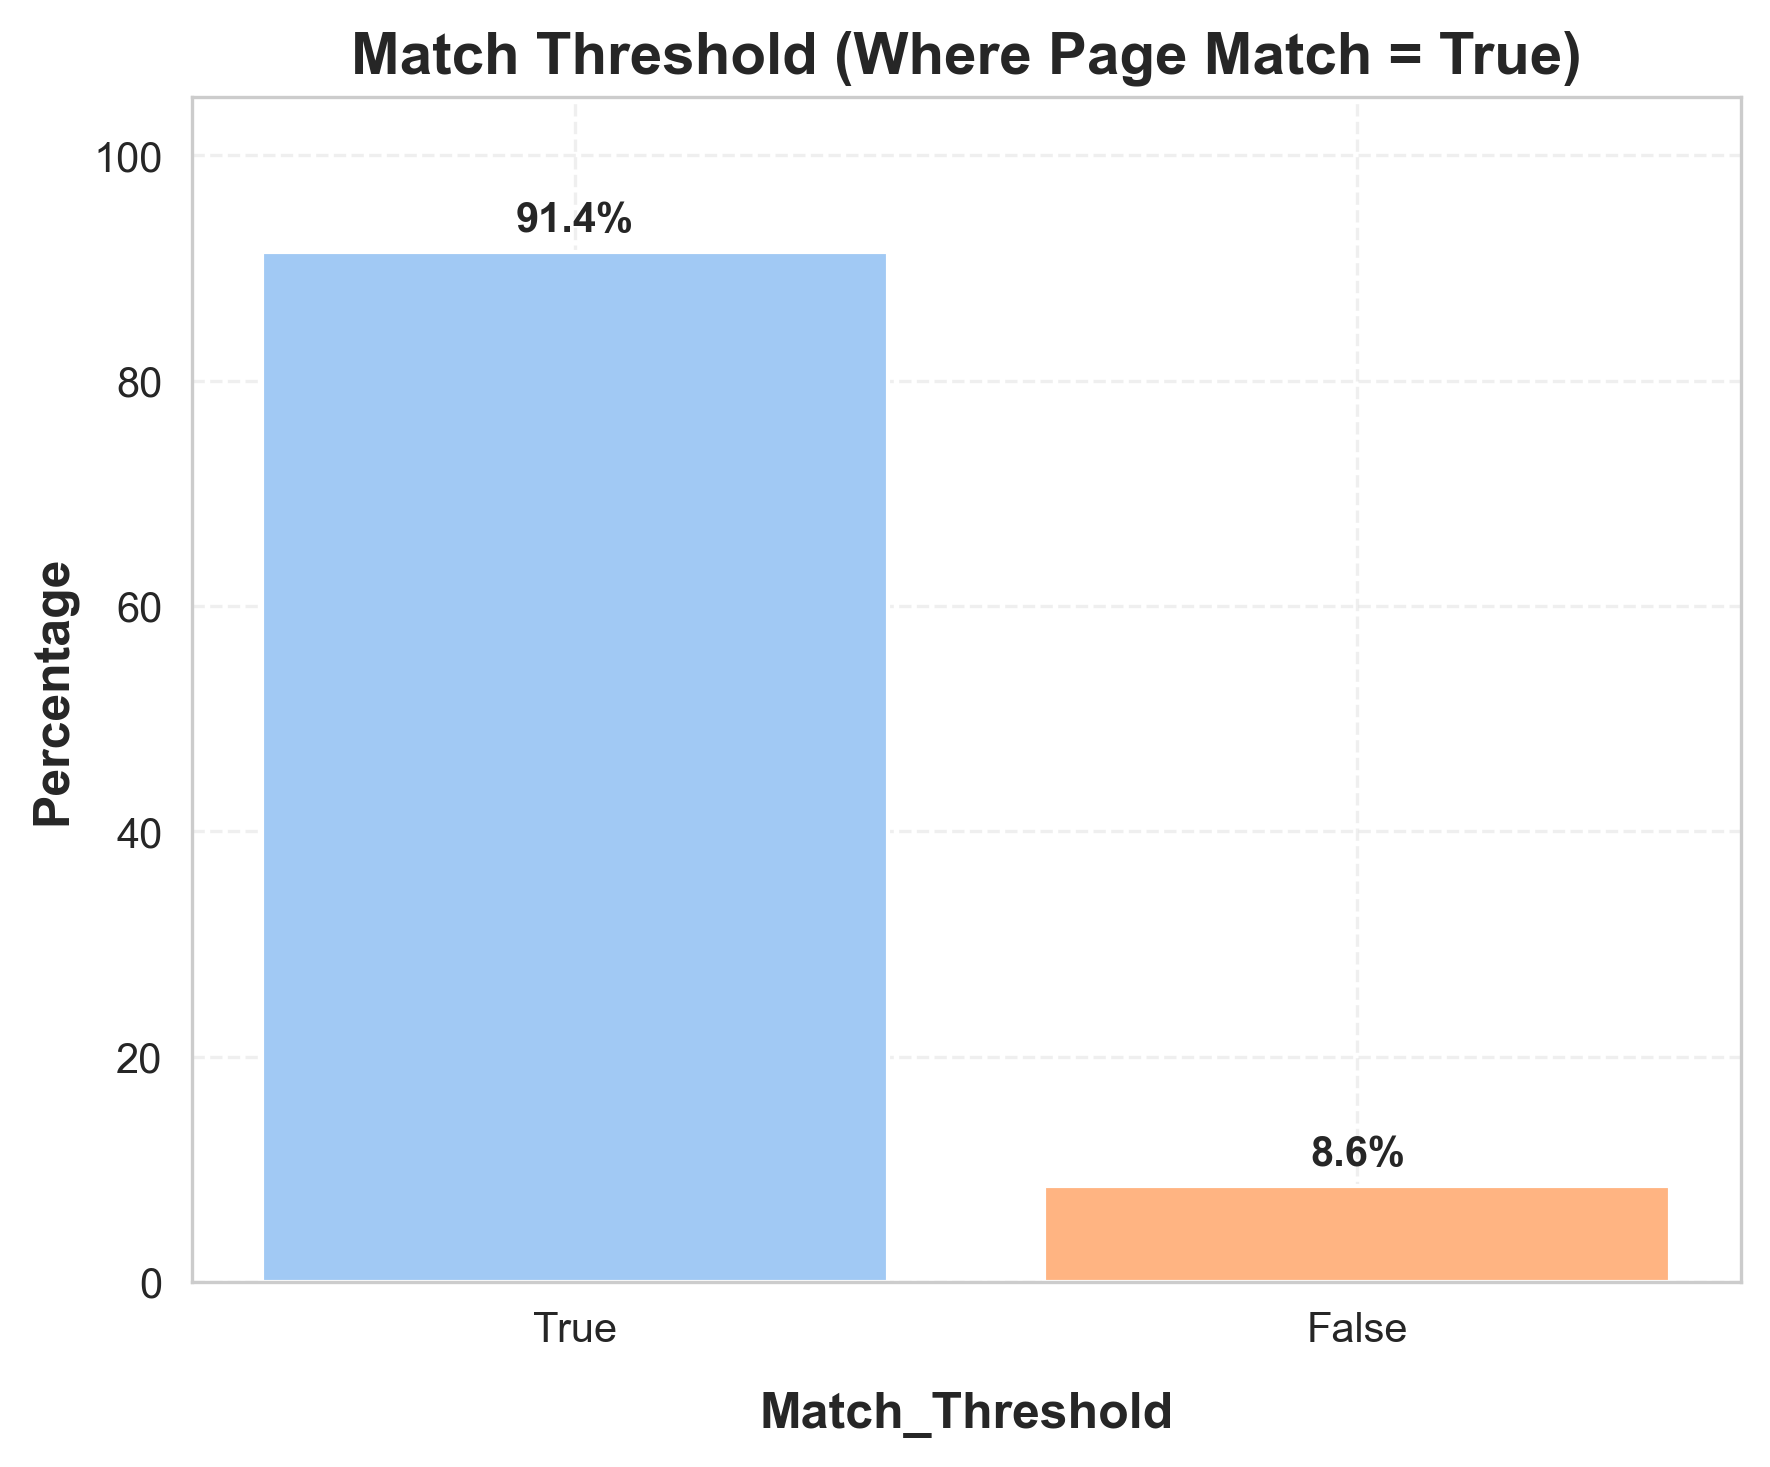 Match Threshold (Where Page Match = True)
100
80
60
40
20
0
Percentage
91.4%
8.6%
True
False
Match_Threshold